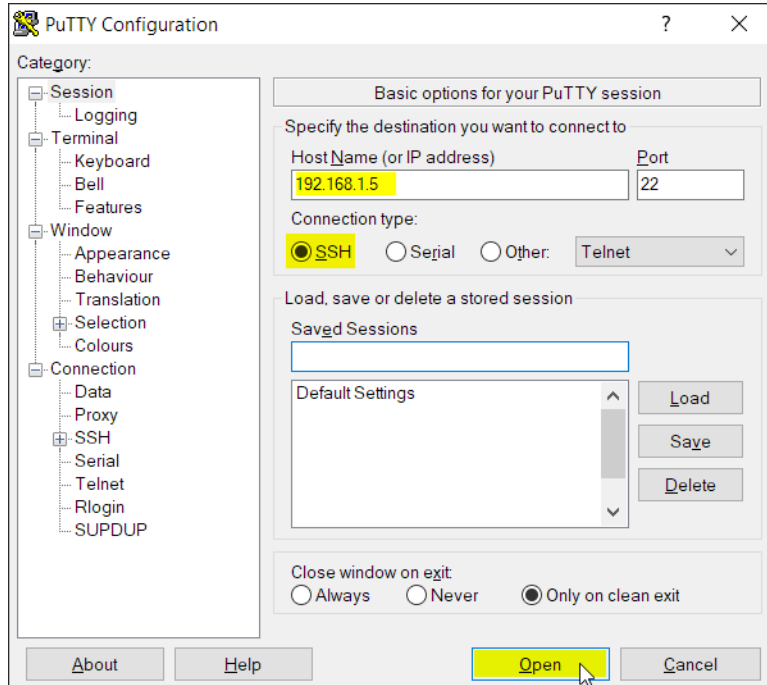 PuTTY Configuration
?
Category:
Session
Logging
Terminal
Keyboard
Bell
Features
Window
Appearance
Behaviour
Translation
Selection
Colours
Connection
Data
Proxy
SSH
Serial
Telnet
Rlogin
SUPDUP
Basic options for your PuTTY session
Specify the destination you want to connect to
Host Name (or IP address) Port
192.168.1.5 22
Connection type:
SSH Serial Other: Telnet
Load, save or delete a stored session
Saved Sessions
Default Settings
Load
Save
Delete
Close window on exit:
Always Never Only on clean exit
About Help Open Cancel